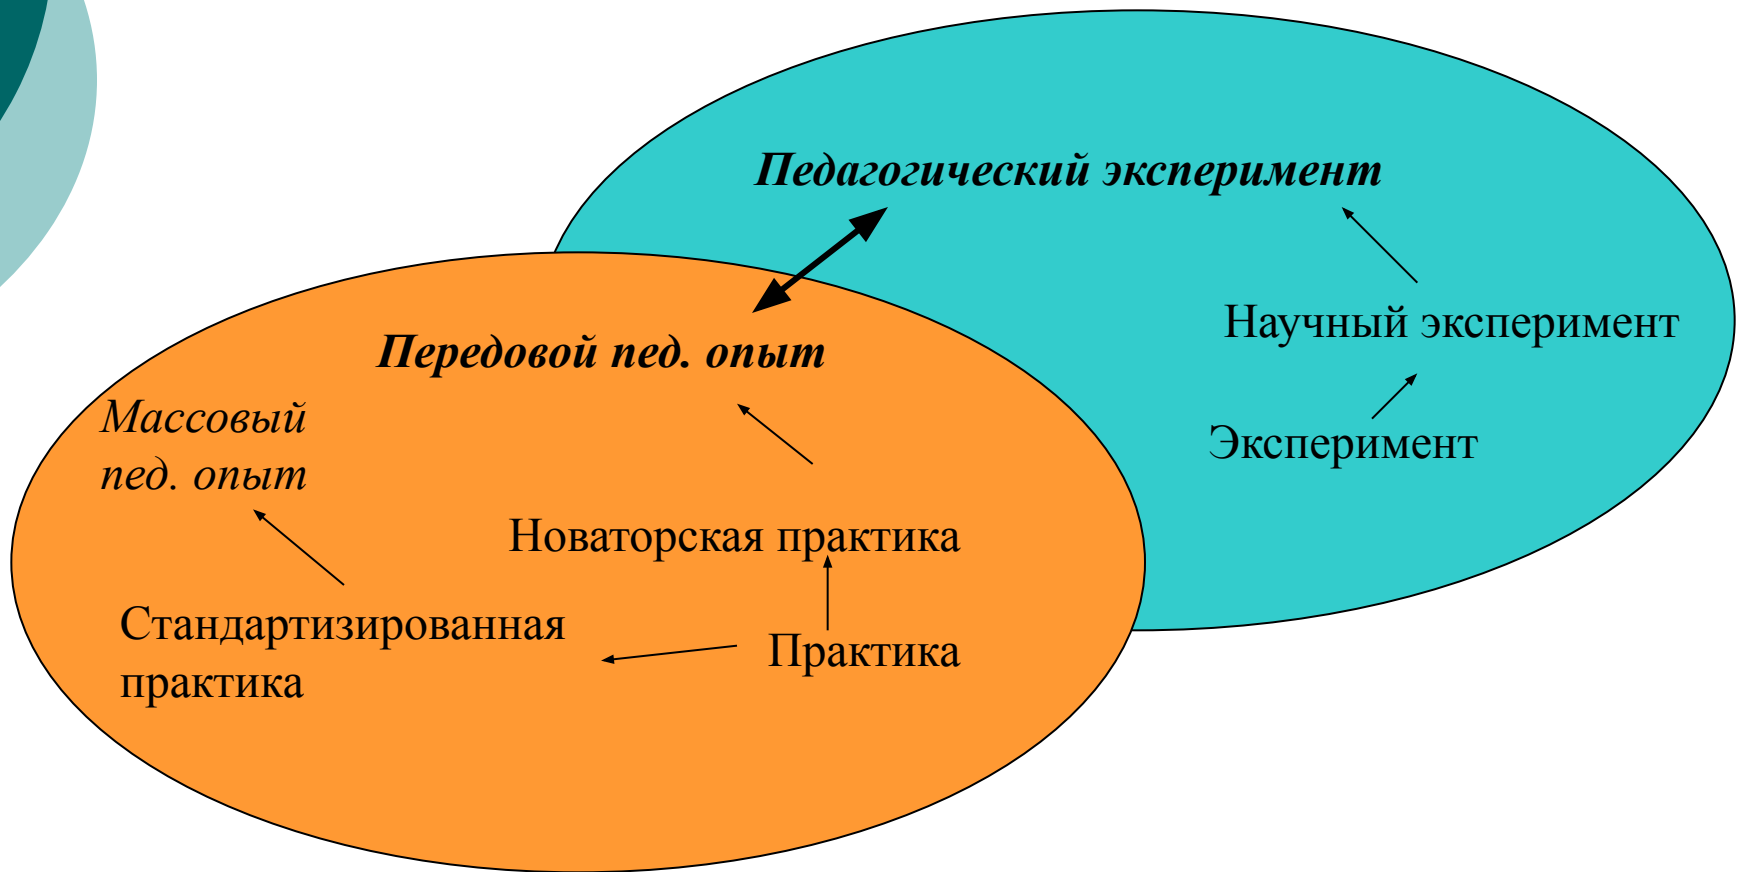 Педагогический эксперимент
Научный эксперимент
Эксперимент
Передовой пед. опыт
Массовый
пед. опыт
Новаторская практика
Стандартизированная
практика
Практика